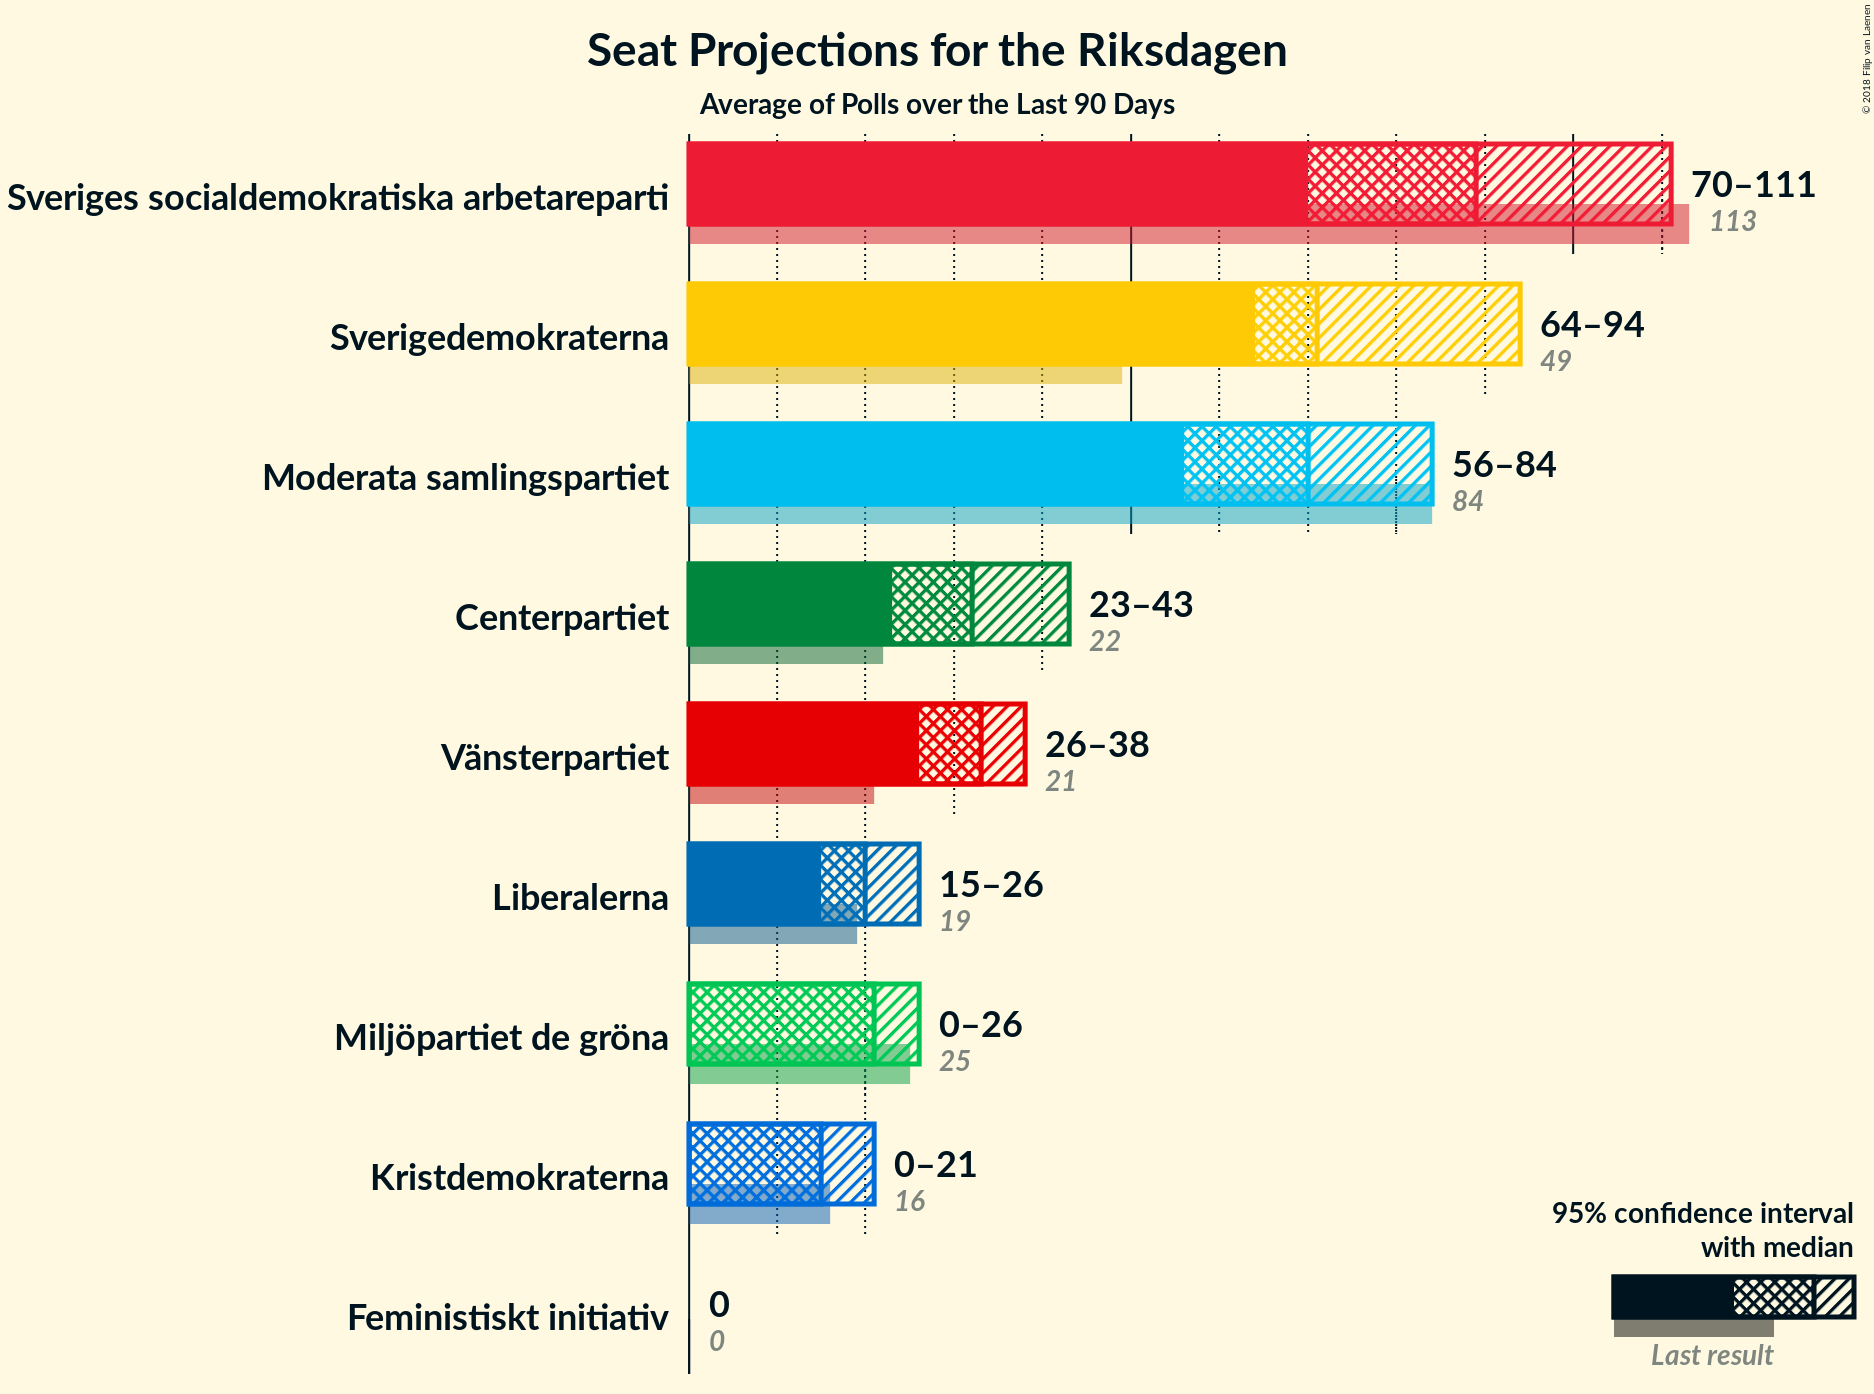 Seat Projections for the Riksdagen
Average of Polls over the Last 90 Days
© 2018 Filip van Laenen
Sveriges socialdemokratiska arbetareparti
70–111
113
Sverigedemokraterna
64–94
49
Moderata samlingspartiet
56–84
84
Centerpartiet
23–43
22
Vänsterpartiet
26–38
21
Liberalerna
15–26
19
Miljöpartiet de gröna
0–26
25
Kristdemokraterna
0–21
16
Feministiskt initiativ
0
0
95% confidence interval
with median
Last result